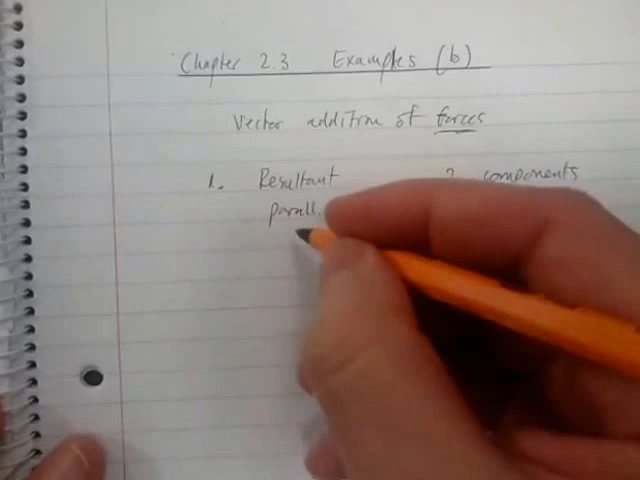 Chapter 2.3 Examples (b)
Vector addition of forces
1. Resultant 2. components
parall.